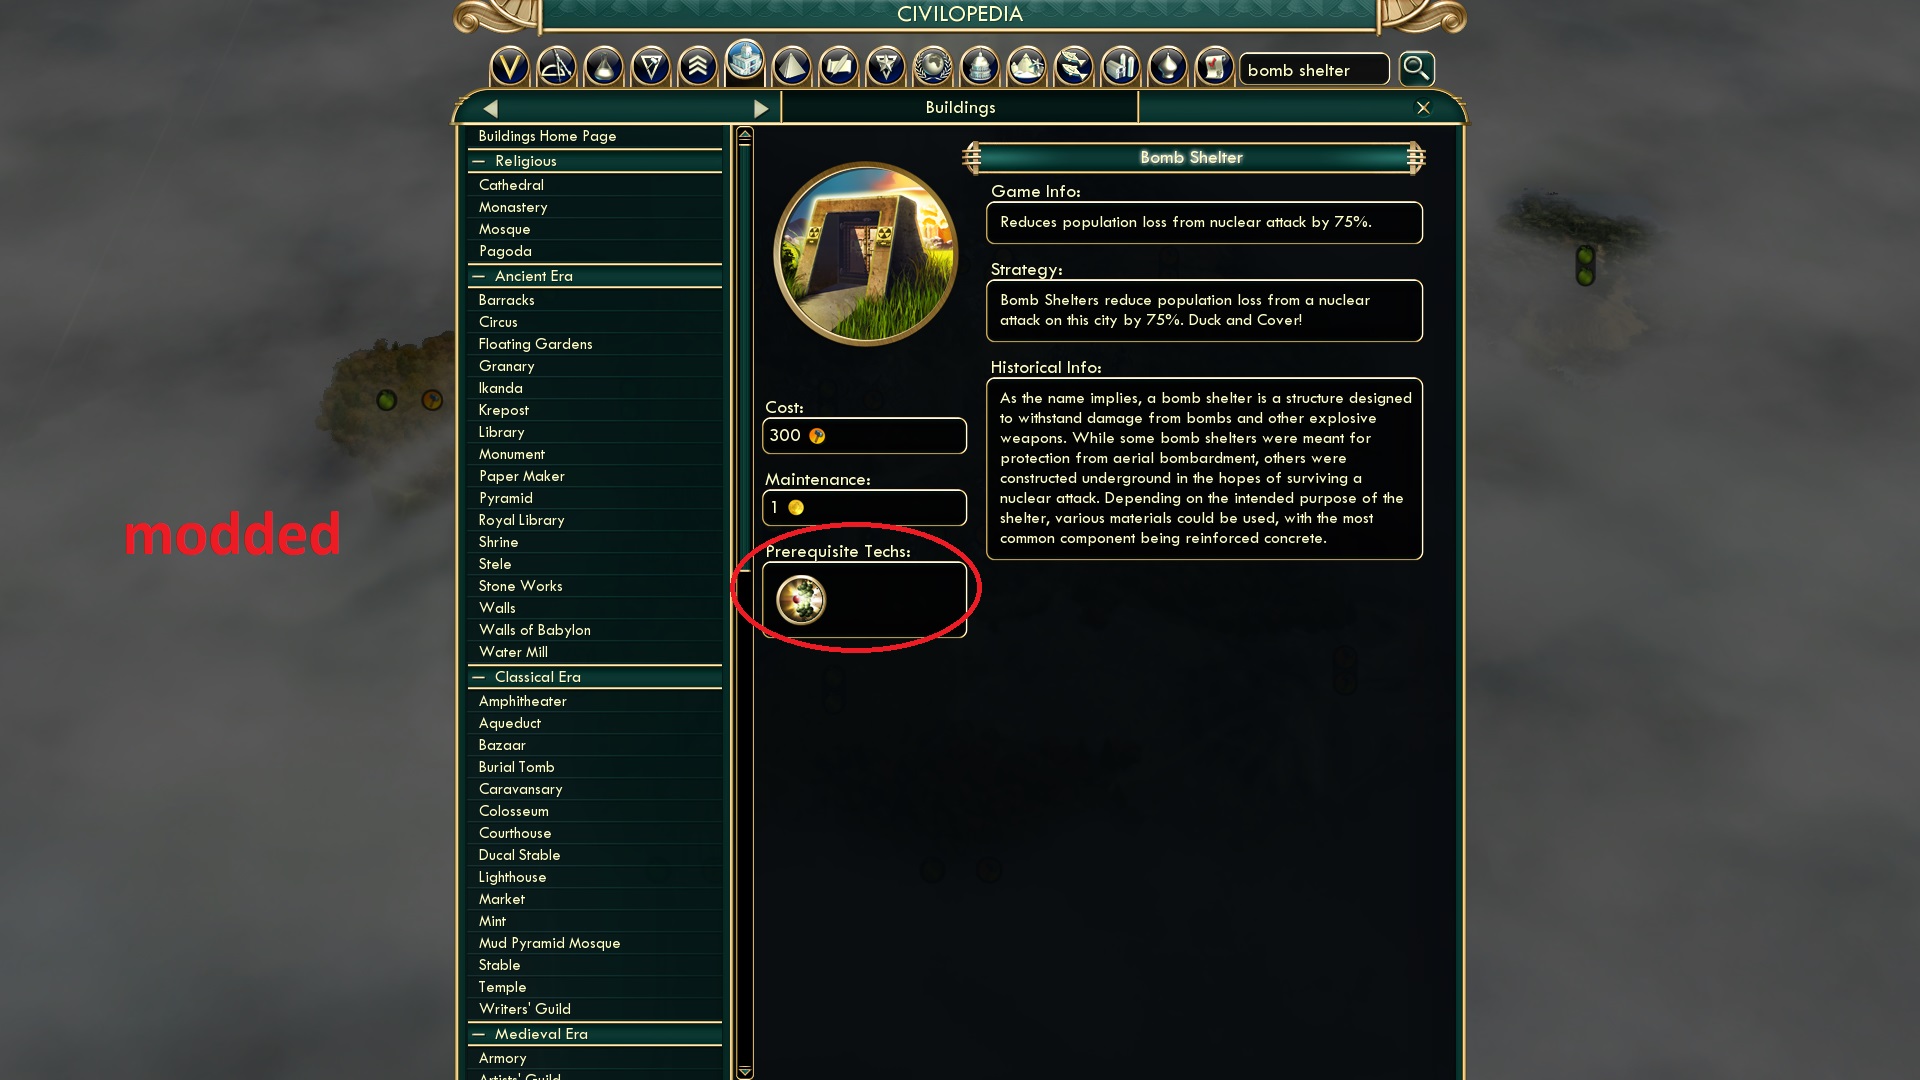 CIVILOPEDIA
bomb shelter
Buildings
Buildings Home Page
— Religious
Cathedral
Monastery
Mosque
Pagoda
— Ancient Era
Barracks
Circus
Floating Gardens
Granary
Ikanda
Krepost
Library
Monument
Paper Maker
Pyramid
Royal Library
Shrine
Stele
Stone Works
Walls
Walls of Babylon
Water Mill
— Classical Era
Amphitheater
Aqueduct
Bazaar
Burial Tomb
Caravansary
Colosseum
Courthouse
Ducal Stable
Lighthouse
Market
Mint
Mud Pyramid Mosque
Stable
Temple
Writers' Guild
— Medieval Era
Armory
Artists' Guild
Cost:
300
Maintenance:
1
Prerequisite Techs:
Bomb Shelter
Game Info:
Reduces population loss from nuclear attack by 75%.
Strategy:
Bomb Shelters reduce population loss from a nuclear
attack on this city by 75%. Duck and Cover!
Historical Info:
As the name implies, a bomb shelter is a structure designed
to withstand damage from bombs and other explosive
weapons. While some bomb shelters were meant for
protection from aerial bombardment, others were
constructed underground in the hopes of surviving a
nuclear attack. Depending on the intended purpose of the
shelter, various materials could be used, with the most
common component being reinforced concrete.
modded